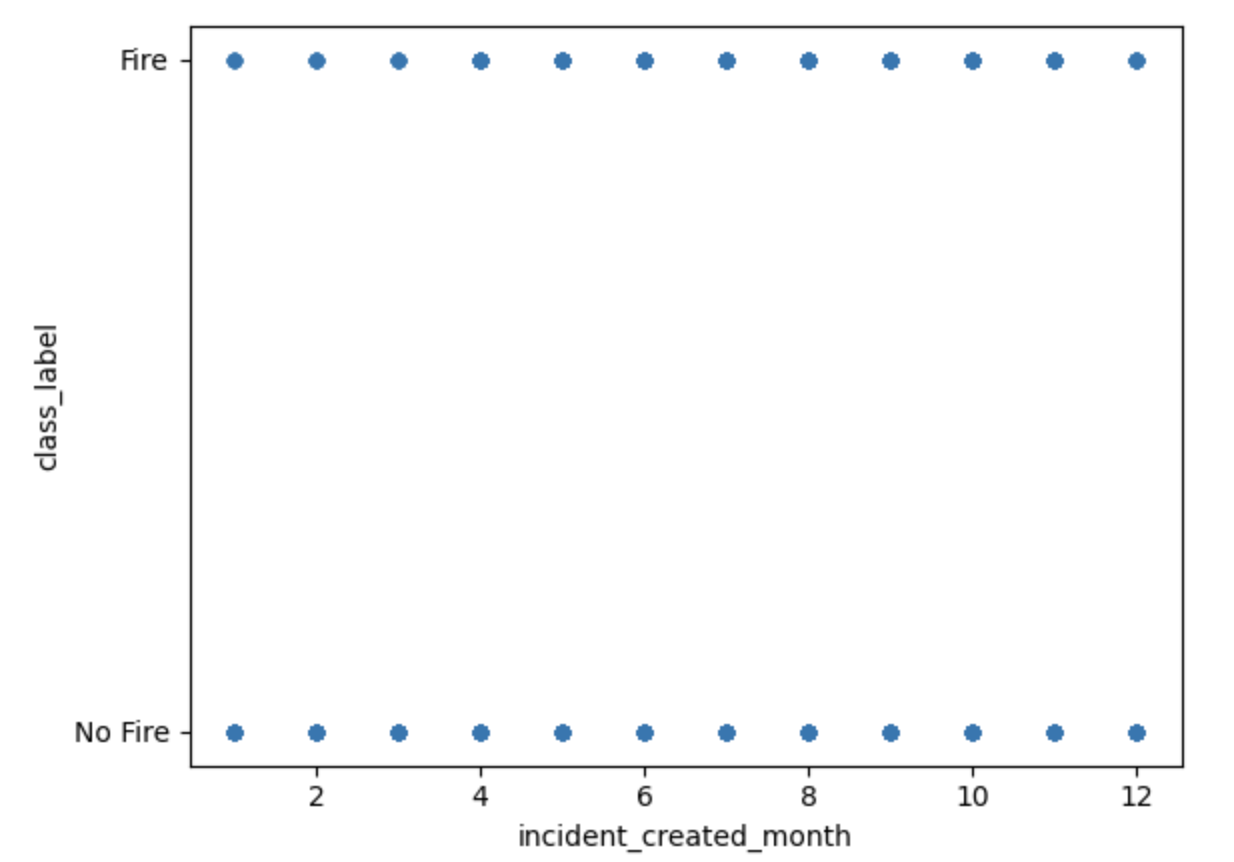 Fire
class_label
No Fire
2 4 6 8 10 12
incident_created_month